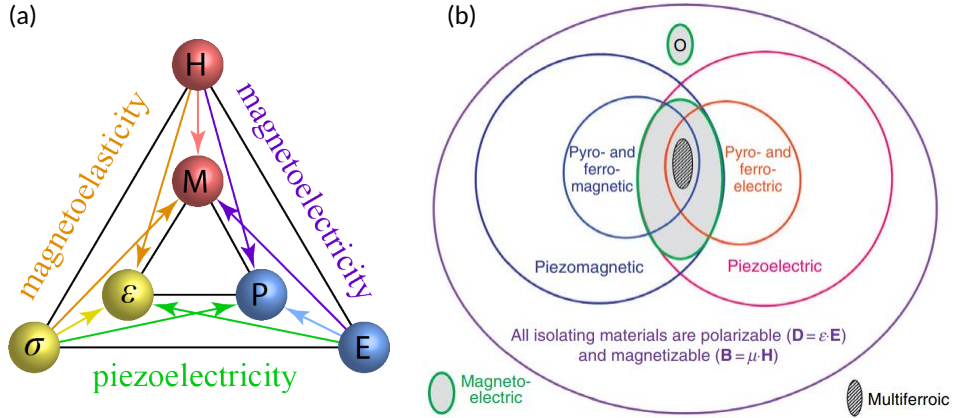 (a)
H
magnetoelasticity
magnetoelectricity
M
ε
P
σ
E
piezoelectricity
(b)
O
Pyro- and
ferro-
magnetic
Pyro- and
ferro-
electric
Piezomagnetic
Piezoelectric
All isolating materials are polarizable (D = ε·E)
and magnetizable (B = μ·H)
Magneto-
electric
Multiferroic